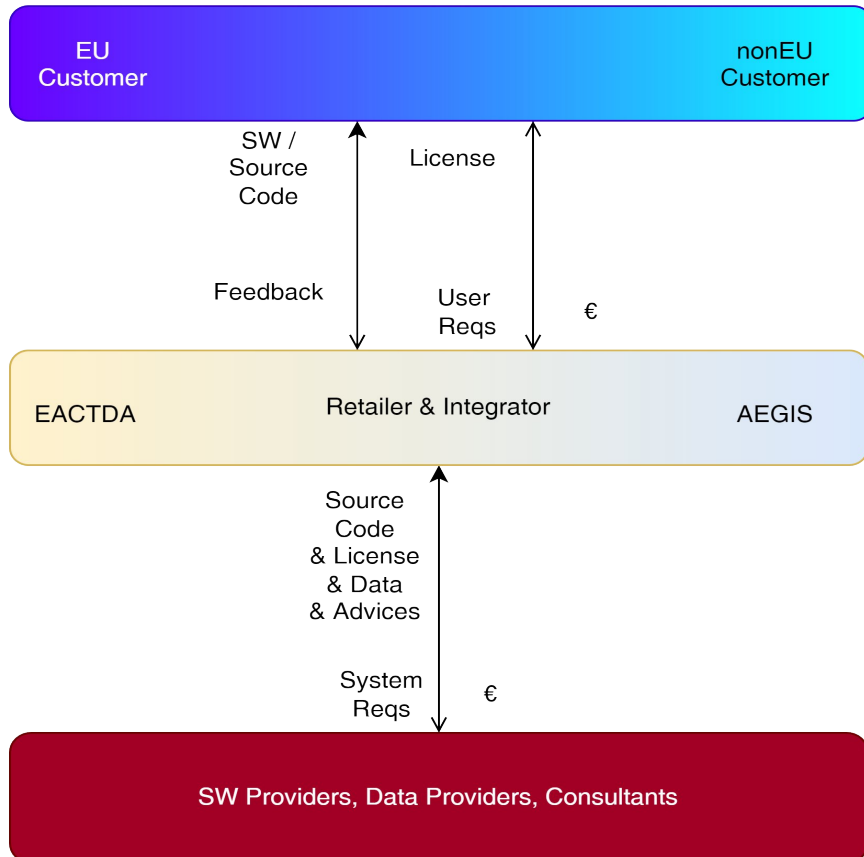 EU
Customer
nonEU
Customer
SW /
Source
Code
License
Feedback
User
Reqs
€
EACTDA
Retailer & Integrator
AEGIS
Source
Code
& License
& Data
& Advices
System
Reqs
€
SW Providers, Data Providers, Consultants